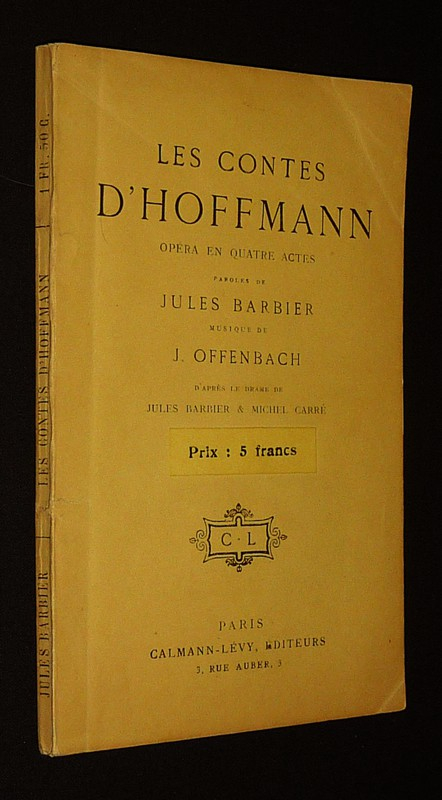 LES CONTES
D'HOFFMANN
OPÉRA EN QUATRE ACTES
PAROLES DE
JULES BARBIER
MUSIQUE DE
J. OFFENBACH
D'APRÈS LE DRAME DE
JULES BARBIER & MICHEL CARRÉ
Prix : 5 francs
C - L
PARIS
CALMANN-LÉVY, ÉDITEURS
3, RUE AUBER, 3
JULES BARBIER | LES CONTES D'HOFFMANN | 1 FR. 50 C.